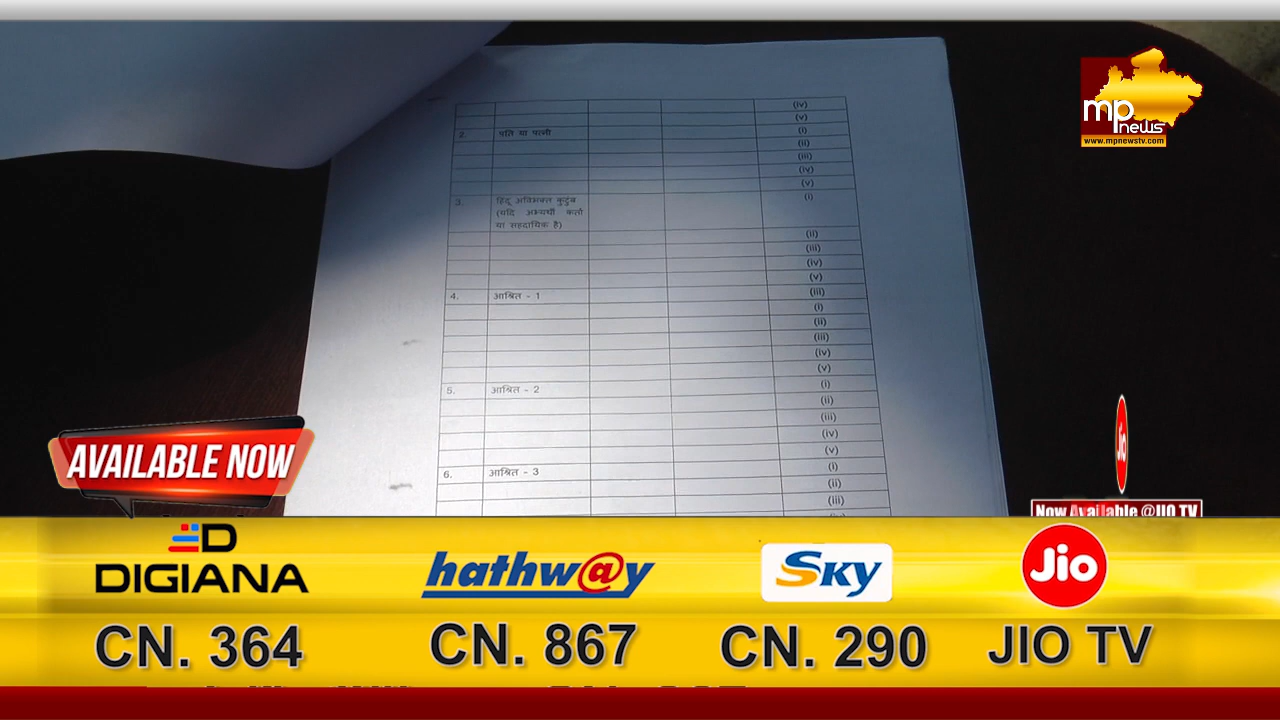 (iv)
(v)
2. पति या पत्नी (i)
(ii)
(iii)
(iv)
(v)
3. हिंदू अविभक्त कुटुंब (i)
(यदि अभ्यर्थी कर्ता
या सहदायिक है)
(ii)
(iii)
(iv)
(v)
4. आश्रित - 1 (iii)
(i)
(ii)
(iii)
(iv)
(v)
5. आश्रित - 2 (i)
(ii)
(iii)
(iv)
(v)
6. आश्रित - 3 (i)
(ii)
(iii)
mp news
www.mpnewstv.com
AVAILABLE NOW
Jio
Now Available @JIO TV
D
DIGIANA
hathw@y
SKY
Jio
CN. 364
CN. 867
CN. 290
JIO TV